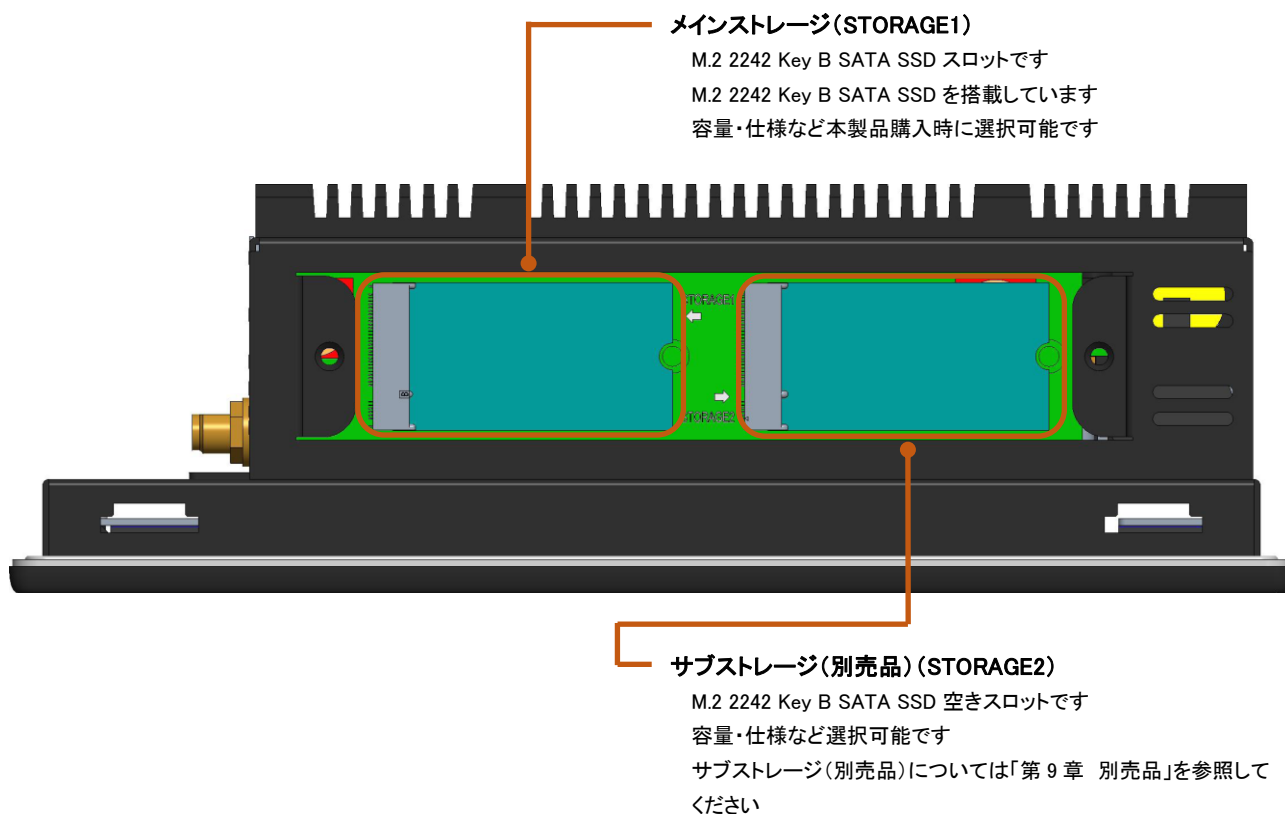 メインストレージ(STORAGE1)
M.2 2242 Key B SATA SSD スロットです
M.2 2242 Key B SATA SSD を搭載しています
容量・仕様など本製品購入時に選択可能です
STORAGE1
B
STORAGE2
サブストレージ(別売品)(STORAGE2)
M.2 2242 Key B SATA SSD 空きスロットです
容量・仕様など選択可能です
サブストレージ(別売品)については「第 9 章 別売品」を参照して
ください